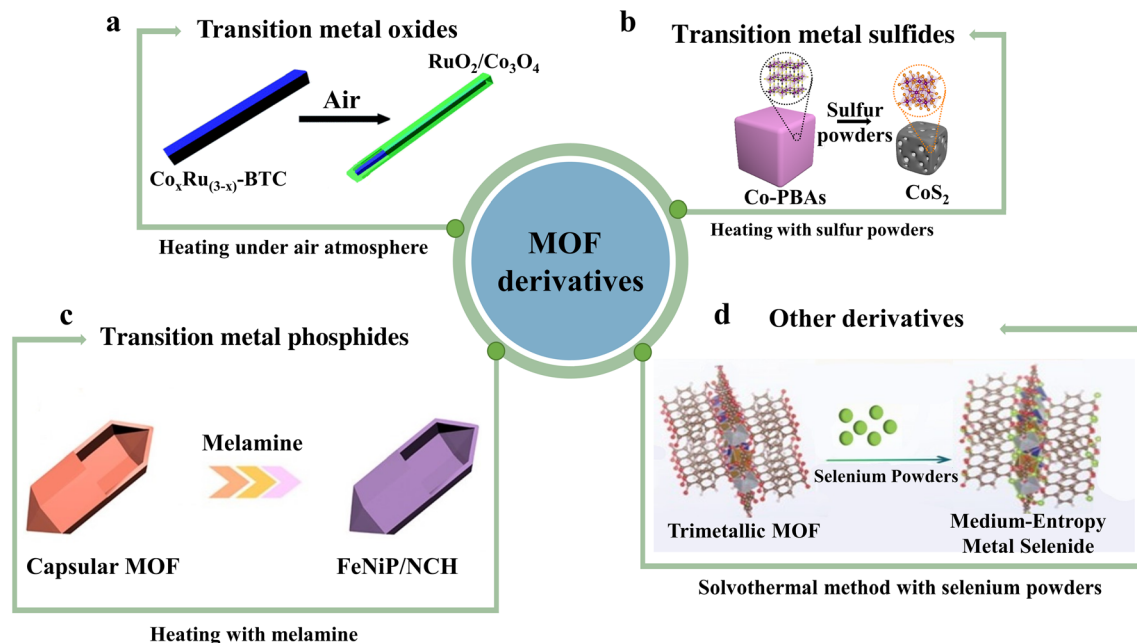 a
Transition metal oxides
RuO₂/Co₃O₄
Air
CoₓRu₍₃₋ₓ₎-BTC
Heating under air atmosphere
b
Transition metal sulfides
Sulfur
powders
Co-PBAs
CoS₂
Heating with sulfur powders
MOF
derivatives
c
Transition metal phosphides
Melamine
Capsular MOF
FeNiP/NCH
Heating with melamine
d
Other derivatives
Selenium Powders
Trimetallic MOF
Medium-Entropy
Metal Selenide
Solvothermal method with selenium powders